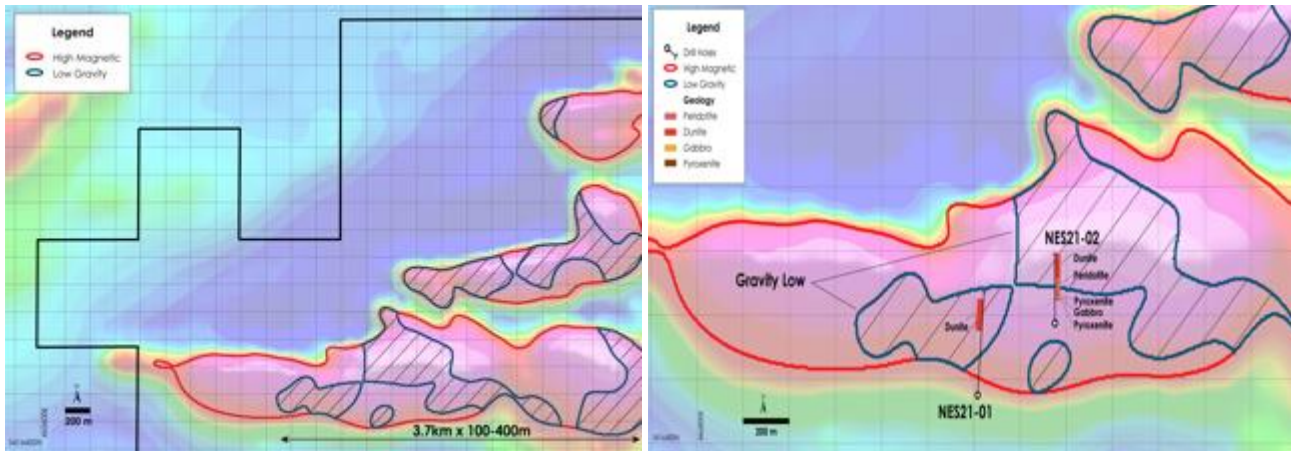 Legend
High Magnetic
Low Gravity
200 m
3.7km x 100-400m
Legend
Drill Holes
High Magnetic
Low Gravity
Geology
Peridotite
Dunite
Gabbro
Pyroxenite
NES21-02
Dunite
Peridotite
Gravity Low
Pyroxenite
Gabbro
Pyroxenite
Dunite
NES21-01
200 m